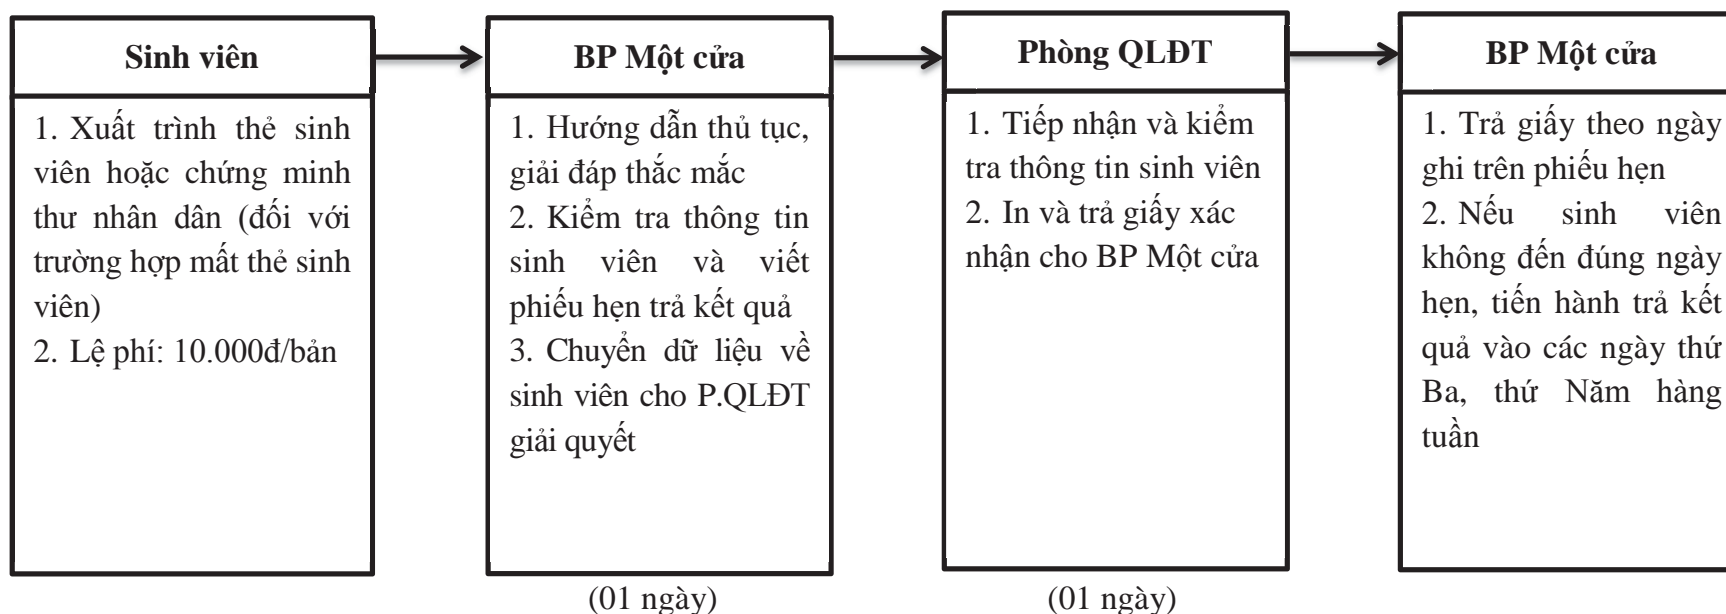 Sinh viên
1. Xuất trình thẻ sinh
viên hoặc chứng minh
thư nhân dân (đối với
trường hợp mất thẻ sinh
viên)
2. Lệ phí: 10.000đ/bản
BP Một cửa
1. Hướng dẫn thủ tục,
giải đáp thắc mắc
2. Kiểm tra thông tin
sinh viên và viết
phiếu hẹn trả kết quả
3. Chuyển dữ liệu về
sinh viên cho P.QLĐT
giải quyết
(01 ngày)
Phòng QLĐT
1. Tiếp nhận và kiểm
tra thông tin sinh viên
2. In và trả giấy xác
nhận cho BP Một cửa
(01 ngày)
BP Một cửa
1. Trả giấy theo ngày
ghi trên phiếu hẹn
2. Nếu sinh viên
không đến đúng ngày
hẹn, tiến hành trả kết
quả vào các ngày thứ
Ba, thứ Năm hàng
tuần